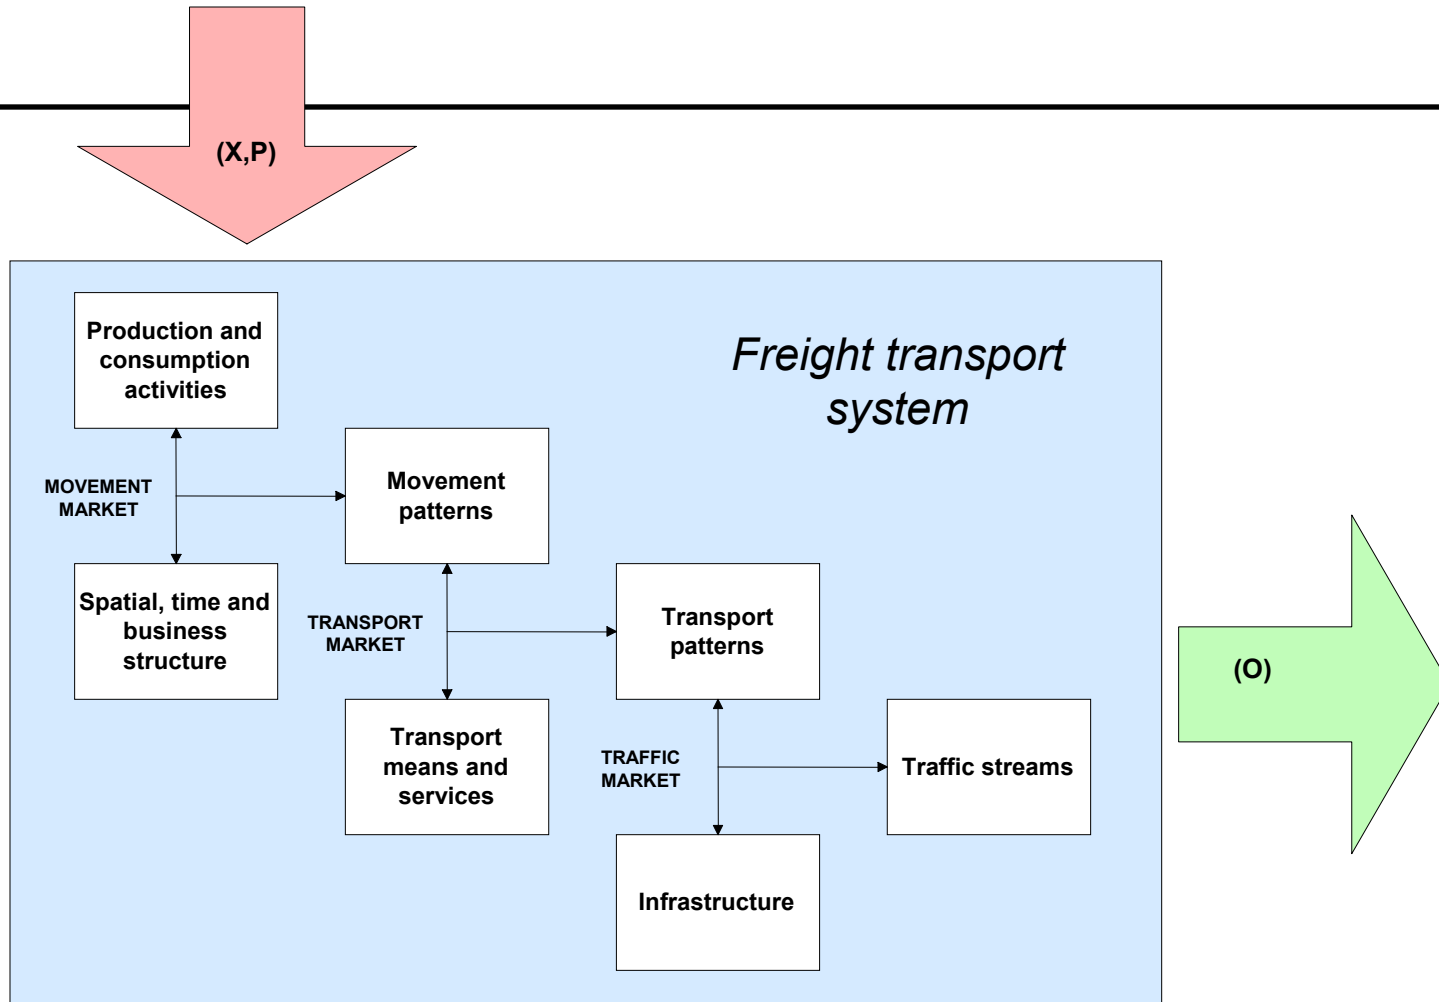 (X,P)
Freight transport
system
Production and
consumption
activities
MOVEMENT
MARKET
Movement
patterns
Spatial, time and
business
structure
TRANSPORT
MARKET
Transport
patterns
(O)
Transport
means and
services
TRAFFIC
MARKET
Traffic streams
Infrastructure